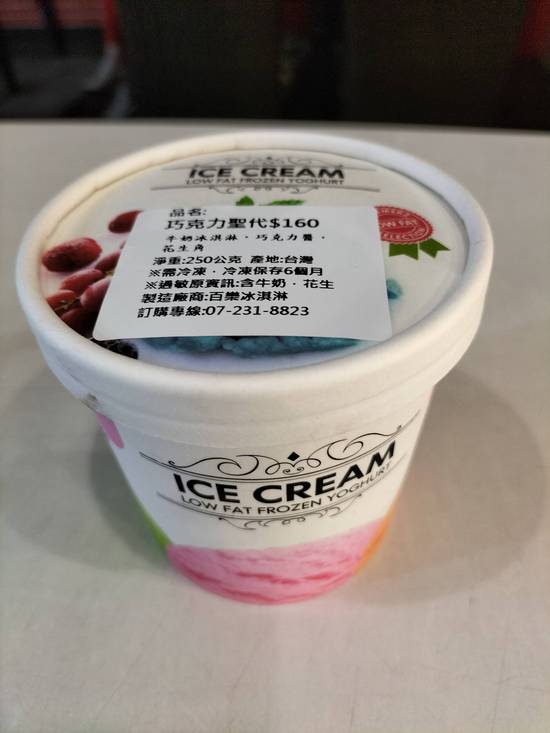 ICE CREAM
LOW FAT FROZEN YOGHURT
品名:
巧克力聖代$160
牛奶冰淇淋,巧克力醬,
花生角
淨重:250公克 產地:台灣
※需冷凍,冷凍保存6個月
※過敏原資訊:含牛奶,花生
製造廠商:百樂冰淇淋
訂購專線:07-231-8823
LOW FAT
ICE CREAM
LOW FAT FROZEN YOGHURT